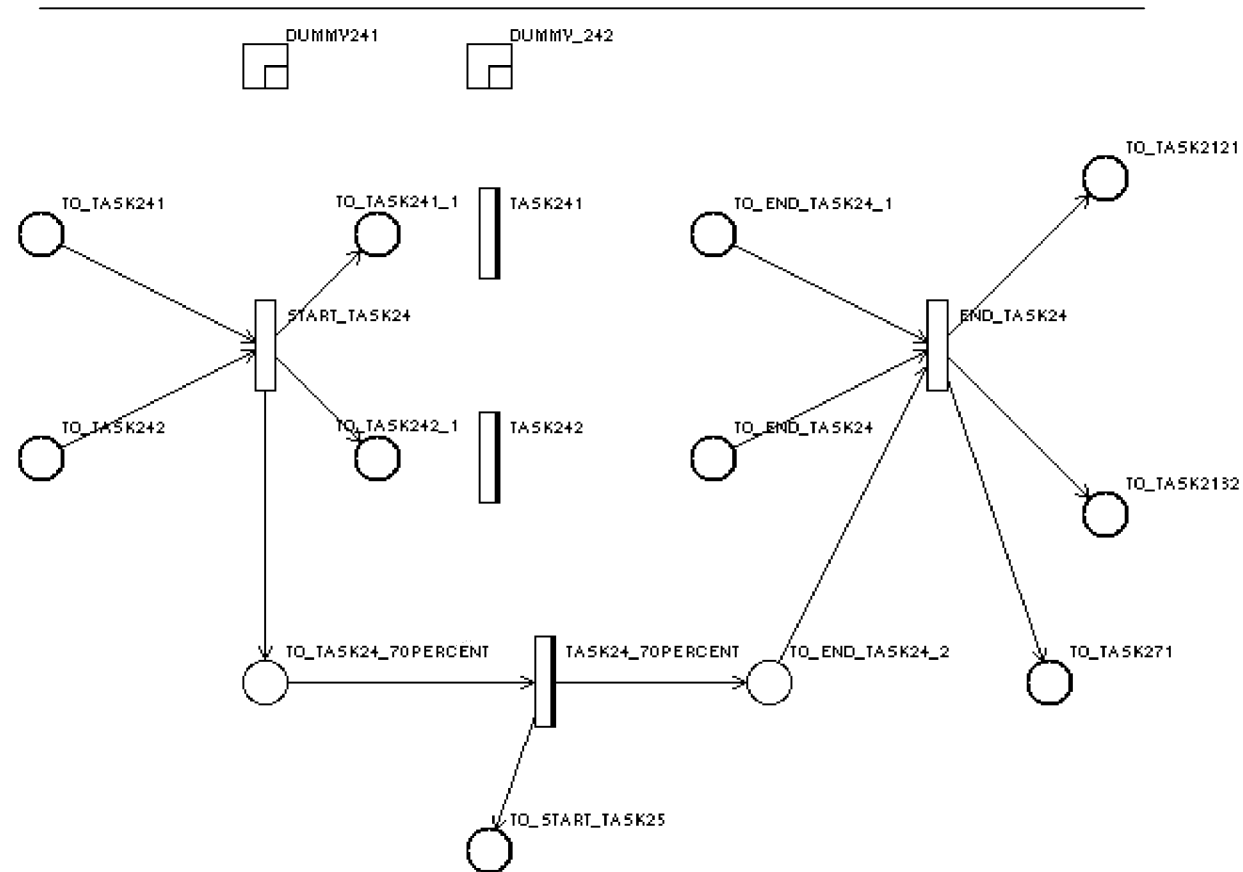 DUMMY241
DUMMY_242
TO_TASK2121
TO_TASK241
TO_TASK241_1
TASK241
TO_END_TASK24_1
START_TASK24
END_TASK24
TO_TASK242
TO_TASK242_1
TASK242
TO_END_TASK24
TO_TASK2132
TO_TASK24_70PERCENT
TASK24_70PERCENT
TO_END_TASK24_2
TO_TASK271
TO_START_TASK25